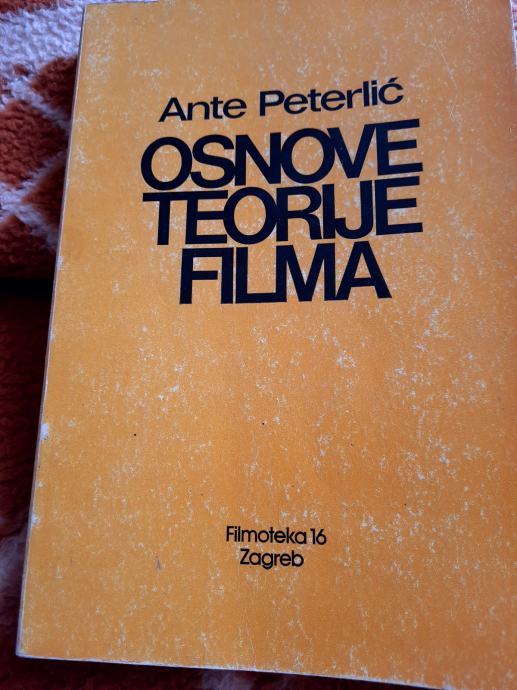 Ante Peterlić
OSNOVE
TEORIJE
FILMA
Filmoteka 16
Zagreb